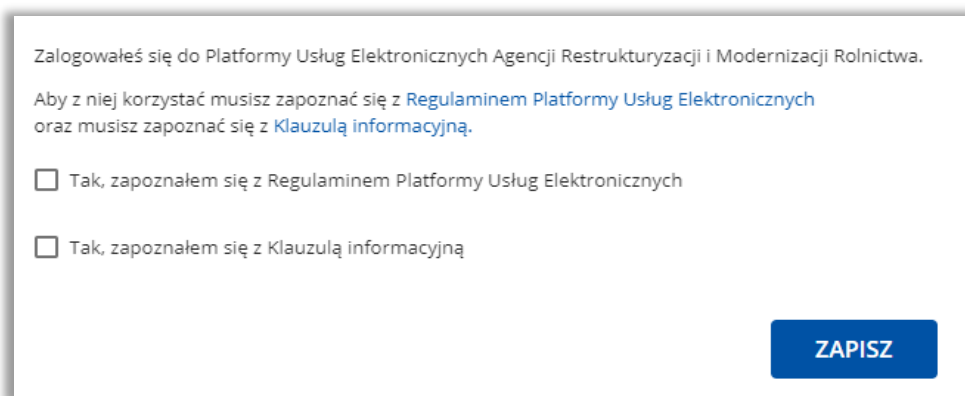 Zalogowałeś się do Platformy Usług Elektronicznych Agencji Restrukturyzacji i Modernizacji Rolnictwa.
Aby z niej korzystać musisz zapoznać się z Regulaminem Platformy Usług Elektronicznych
oraz musisz zapoznać się z Klauzulą informacyjną.
Tak, zapoznałem się z Regulaminem Platformy Usług Elektronicznych
Tak, zapoznałem się z Klauzulą informacyjną
ZAPISZ